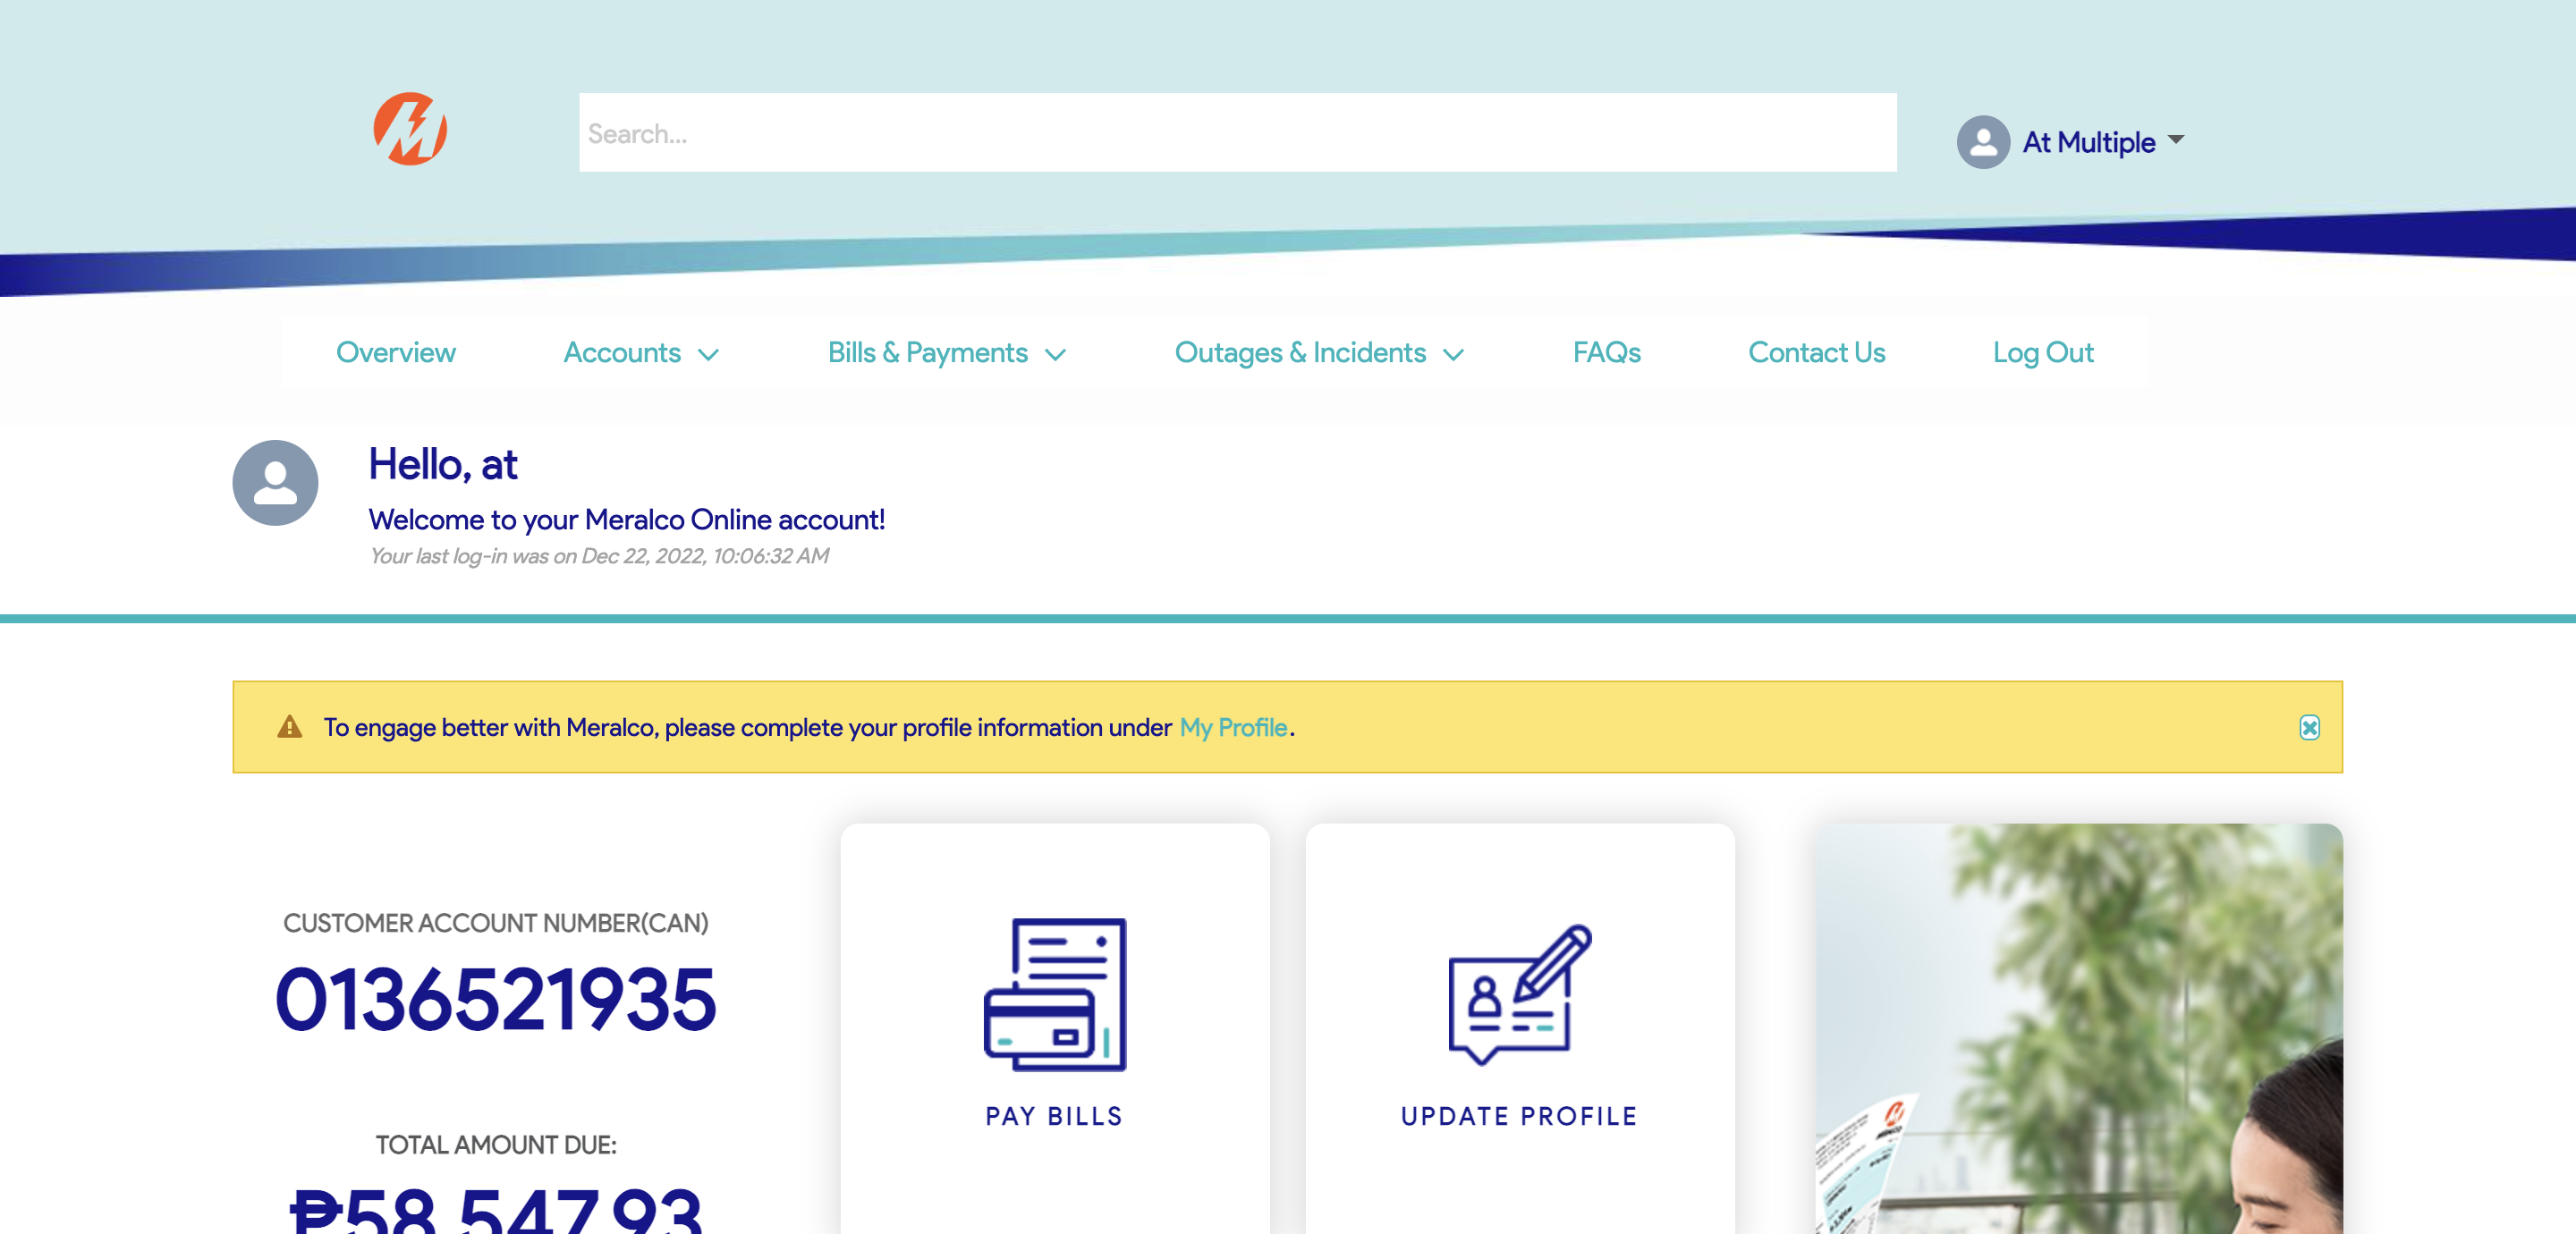 Search...
At Multiple
Overview
Accounts
Bills & Payments
Outages & Incidents
FAQs
Contact Us
Log Out
Hello, at
Welcome to your Meralco Online account!
Your last log-in was on Dec 22, 2022, 10:06:32 AM
To engage better with Meralco, please complete your profile information under My Profile.
CUSTOMER ACCOUNT NUMBER(CAN)
0136521935
TOTAL AMOUNT DUE:
₱58,547.93
PAY BILLS
UPDATE PROFILE
MERALCO